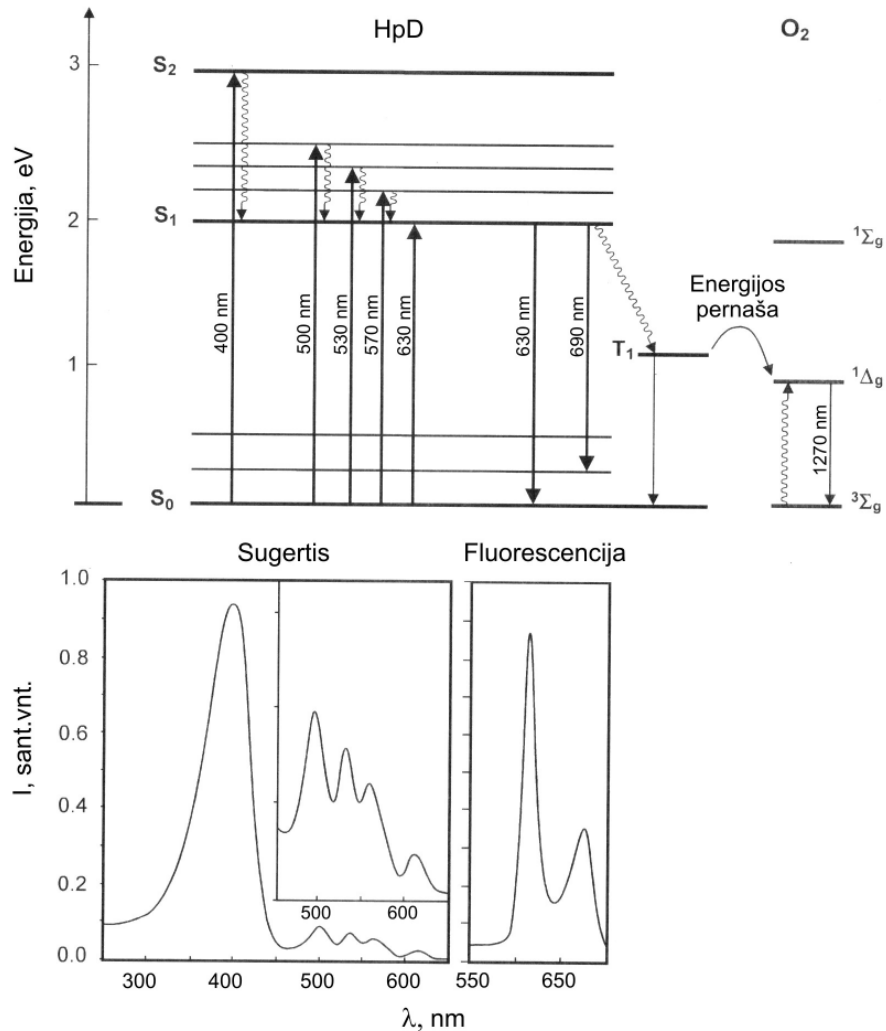 HpD
O2
Energija, eV
3
2
1
S2
S1
S0
400 nm
500 nm
530 nm
570 nm
630 nm
630 nm
690 nm
T1
Energijos
pernaša
1Σg
1Δg
3Σg
1270 nm
Sugertis
Fluorescencija
I, sant.vnt.
1.0
0.8
0.6
0.4
0.2
0.0
500
600
300
400
500
600
550
650
λ, nm